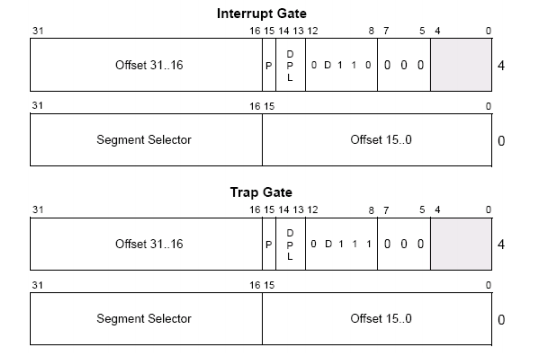 Interrupt Gate
31 16 15 14 13 12 8 7 5 4 0
Offset 31..16 P D P L 0 D 1 1 0 0 0 0 4
31 16 15 0
Segment Selector Offset 15..0 0
Trap Gate
31 16 15 14 13 12 8 7 5 4 0
Offset 31..16 P D P L 0 D 1 1 1 0 0 0 4
31 16 15 0
Segment Selector Offset 15..0 0